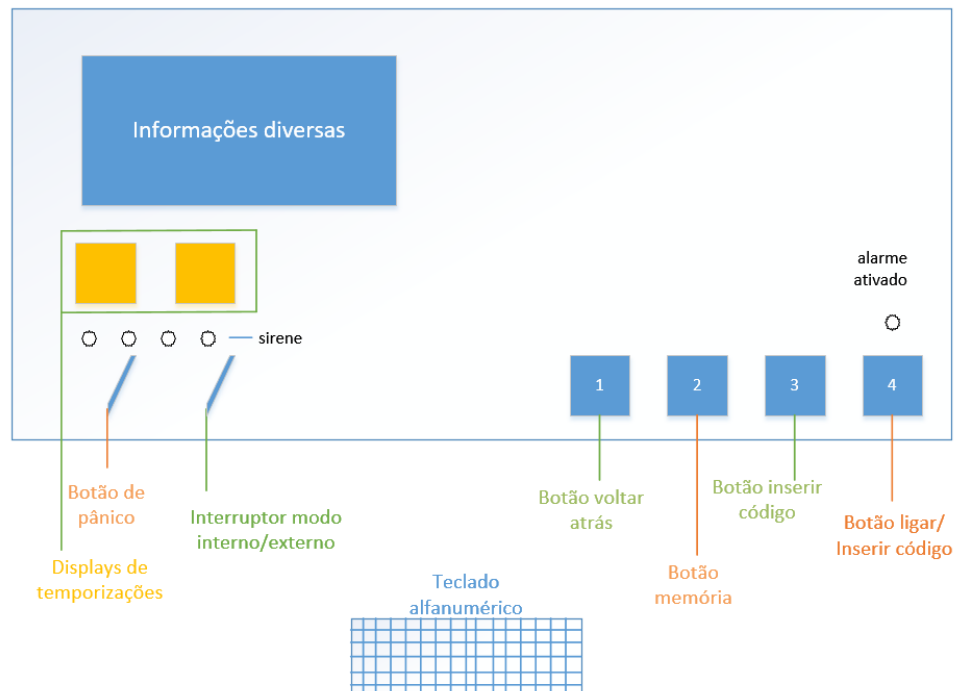 Informações diversas
alarme
ativado
sirene
1
2
3
4
Botão de
pânico
Interruptor modo
interno/externo
Botão voltar
atrás
Botão inserir
código
Botão ligar/
Inserir código
Displays de
temporizações
Botão
memória
Teclado
alfanumérico